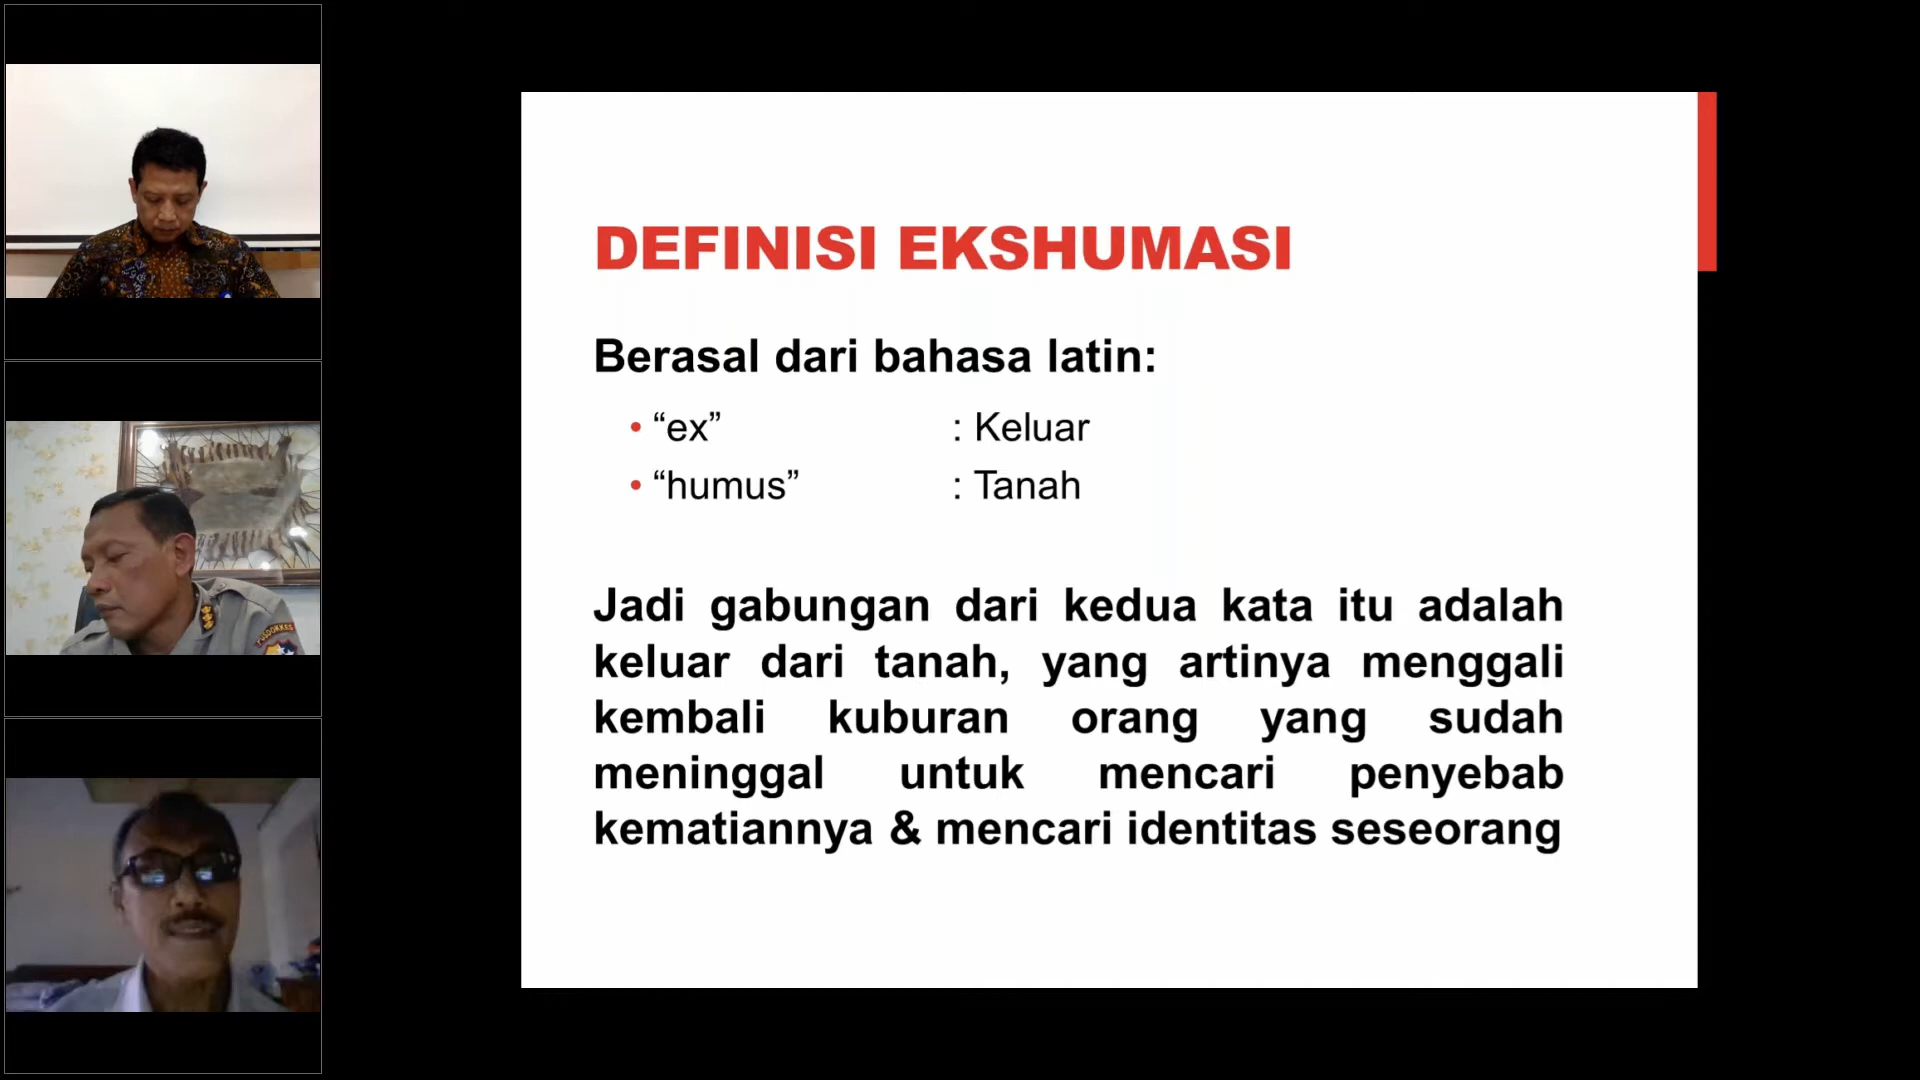 DEFINISI EKSHUMASI
Berasal dari bahasa latin:
• “ex” : Keluar
• “humus” : Tanah
Jadi gabungan dari kedua kata itu adalah
keluar dari tanah, yang artinya menggali
kembali kuburan orang yang sudah
meninggal untuk mencari penyebab
kematiannya & mencari identitas seseorang
PUSDOKKES